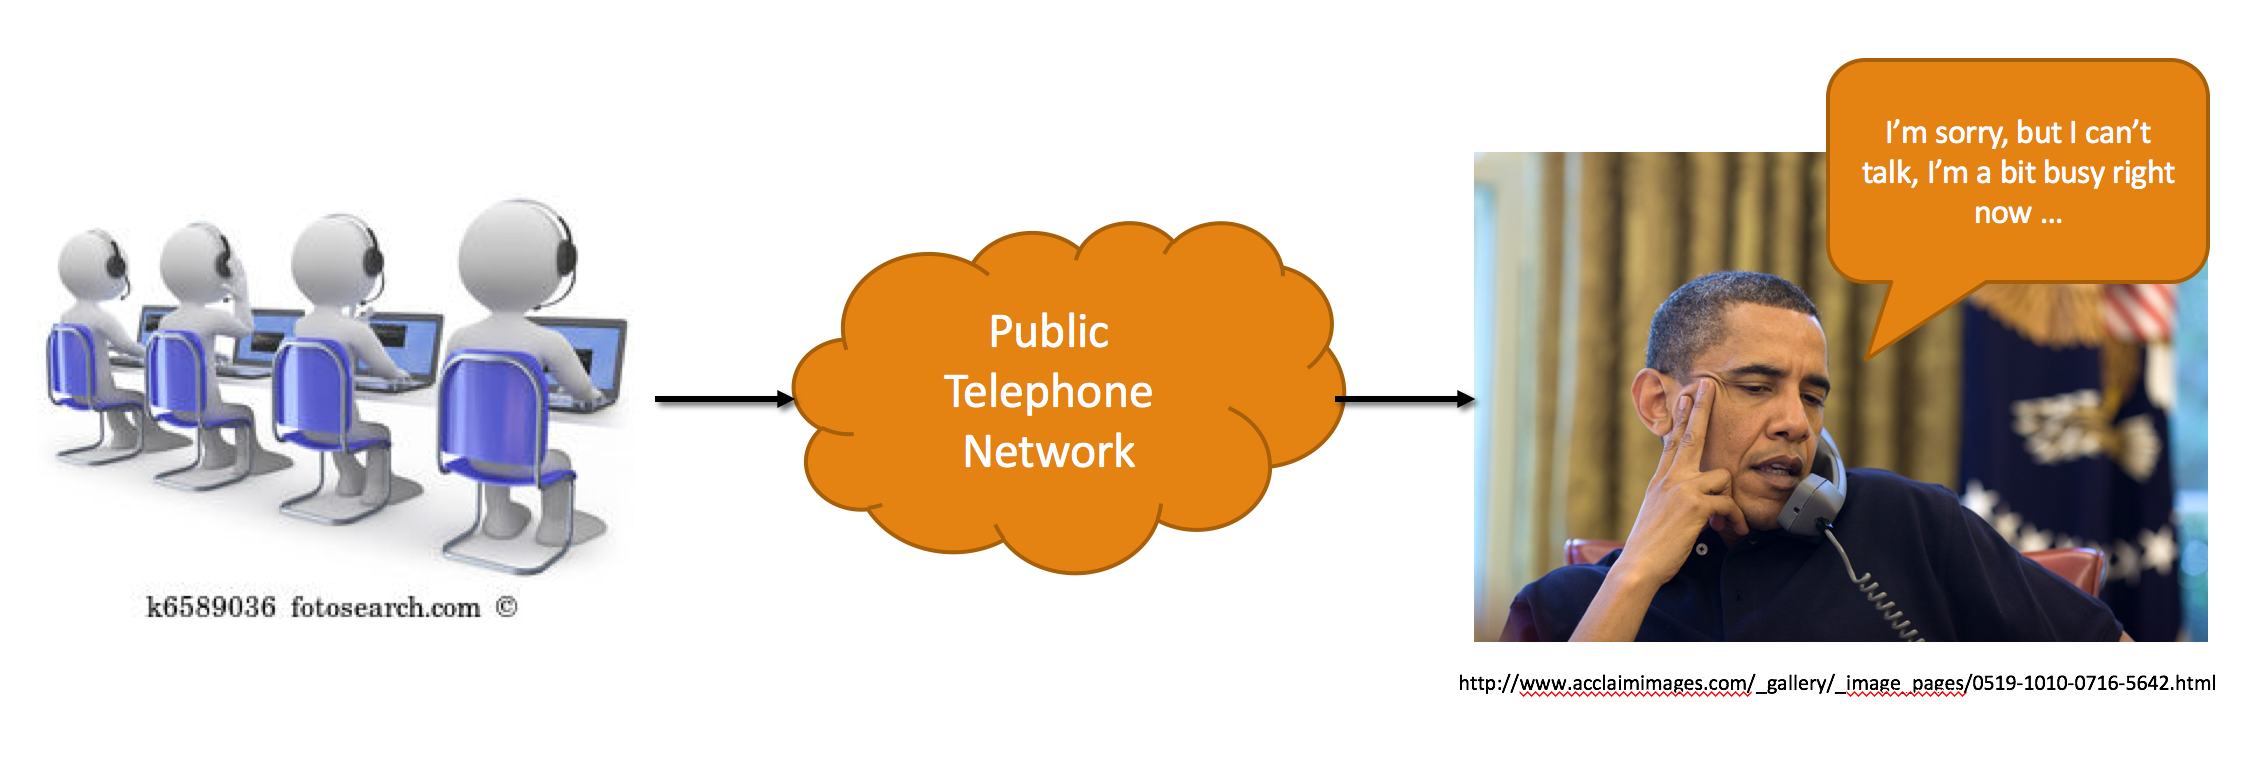 I'm sorry, but I can't
talk, I'm a bit busy right
now ...
Public
Telephone
Network
k6589036 fotosearch.com ©
http://www.acclaimimages.com/_gallery/_image_pages/0519-1010-0716-5642.html